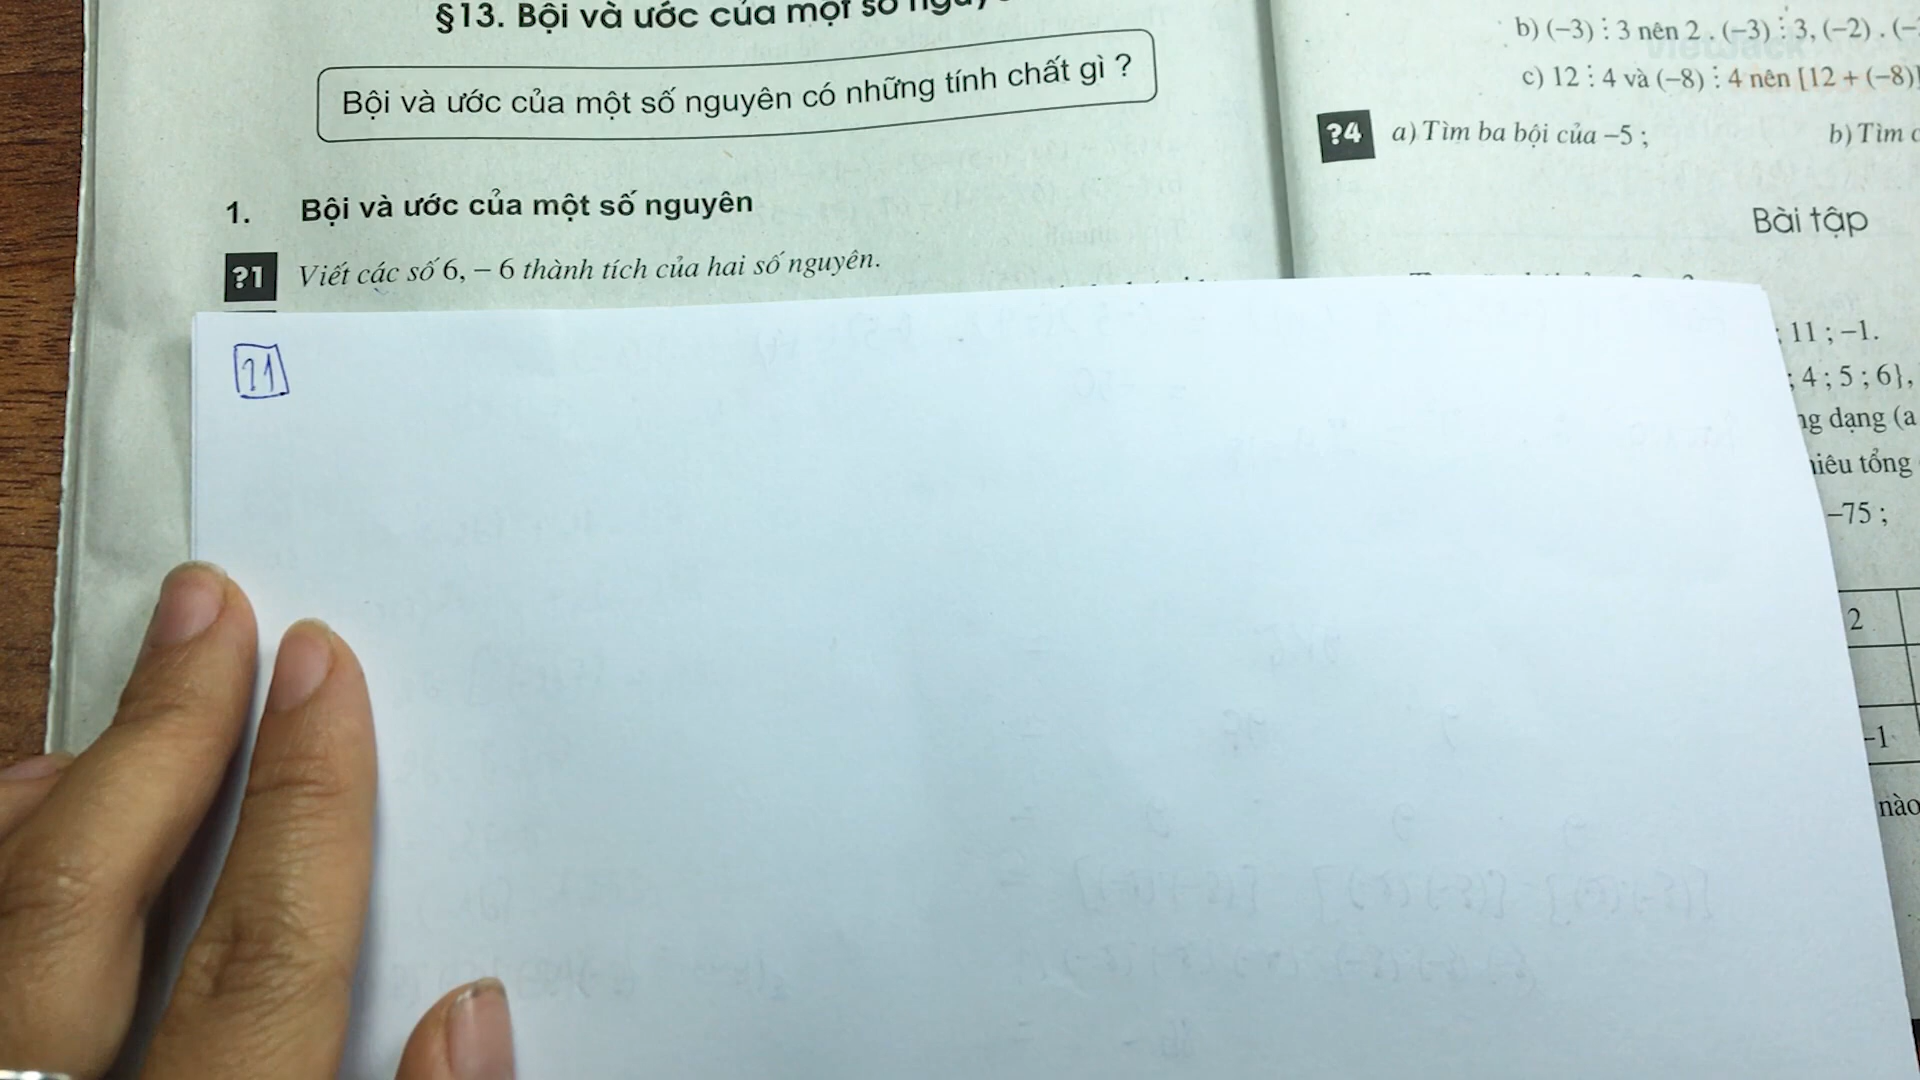 §13. Bội và ước của một số
Bội và ước của một số nguyên có những tính chất gì ?
1. Bội và ước của một số nguyên
?1 Viết các số 6, – 6 thành tích của hai số nguyên.
?1
b) (–3) ⋮ 3 nên 2 . (–3) ⋮ 3, (–2) . (–
c) 12 ⋮ 4 và (–8) ⋮ 4 nên [12 + (–8)]
?4 a) Tìm ba bội của –5 ; b) Tìm
Bài tập
; 11 ; –1.
; 4 ; 5 ; 6},
ng dạng (a
hiêu tổng
–75 ;
2
–1
nào